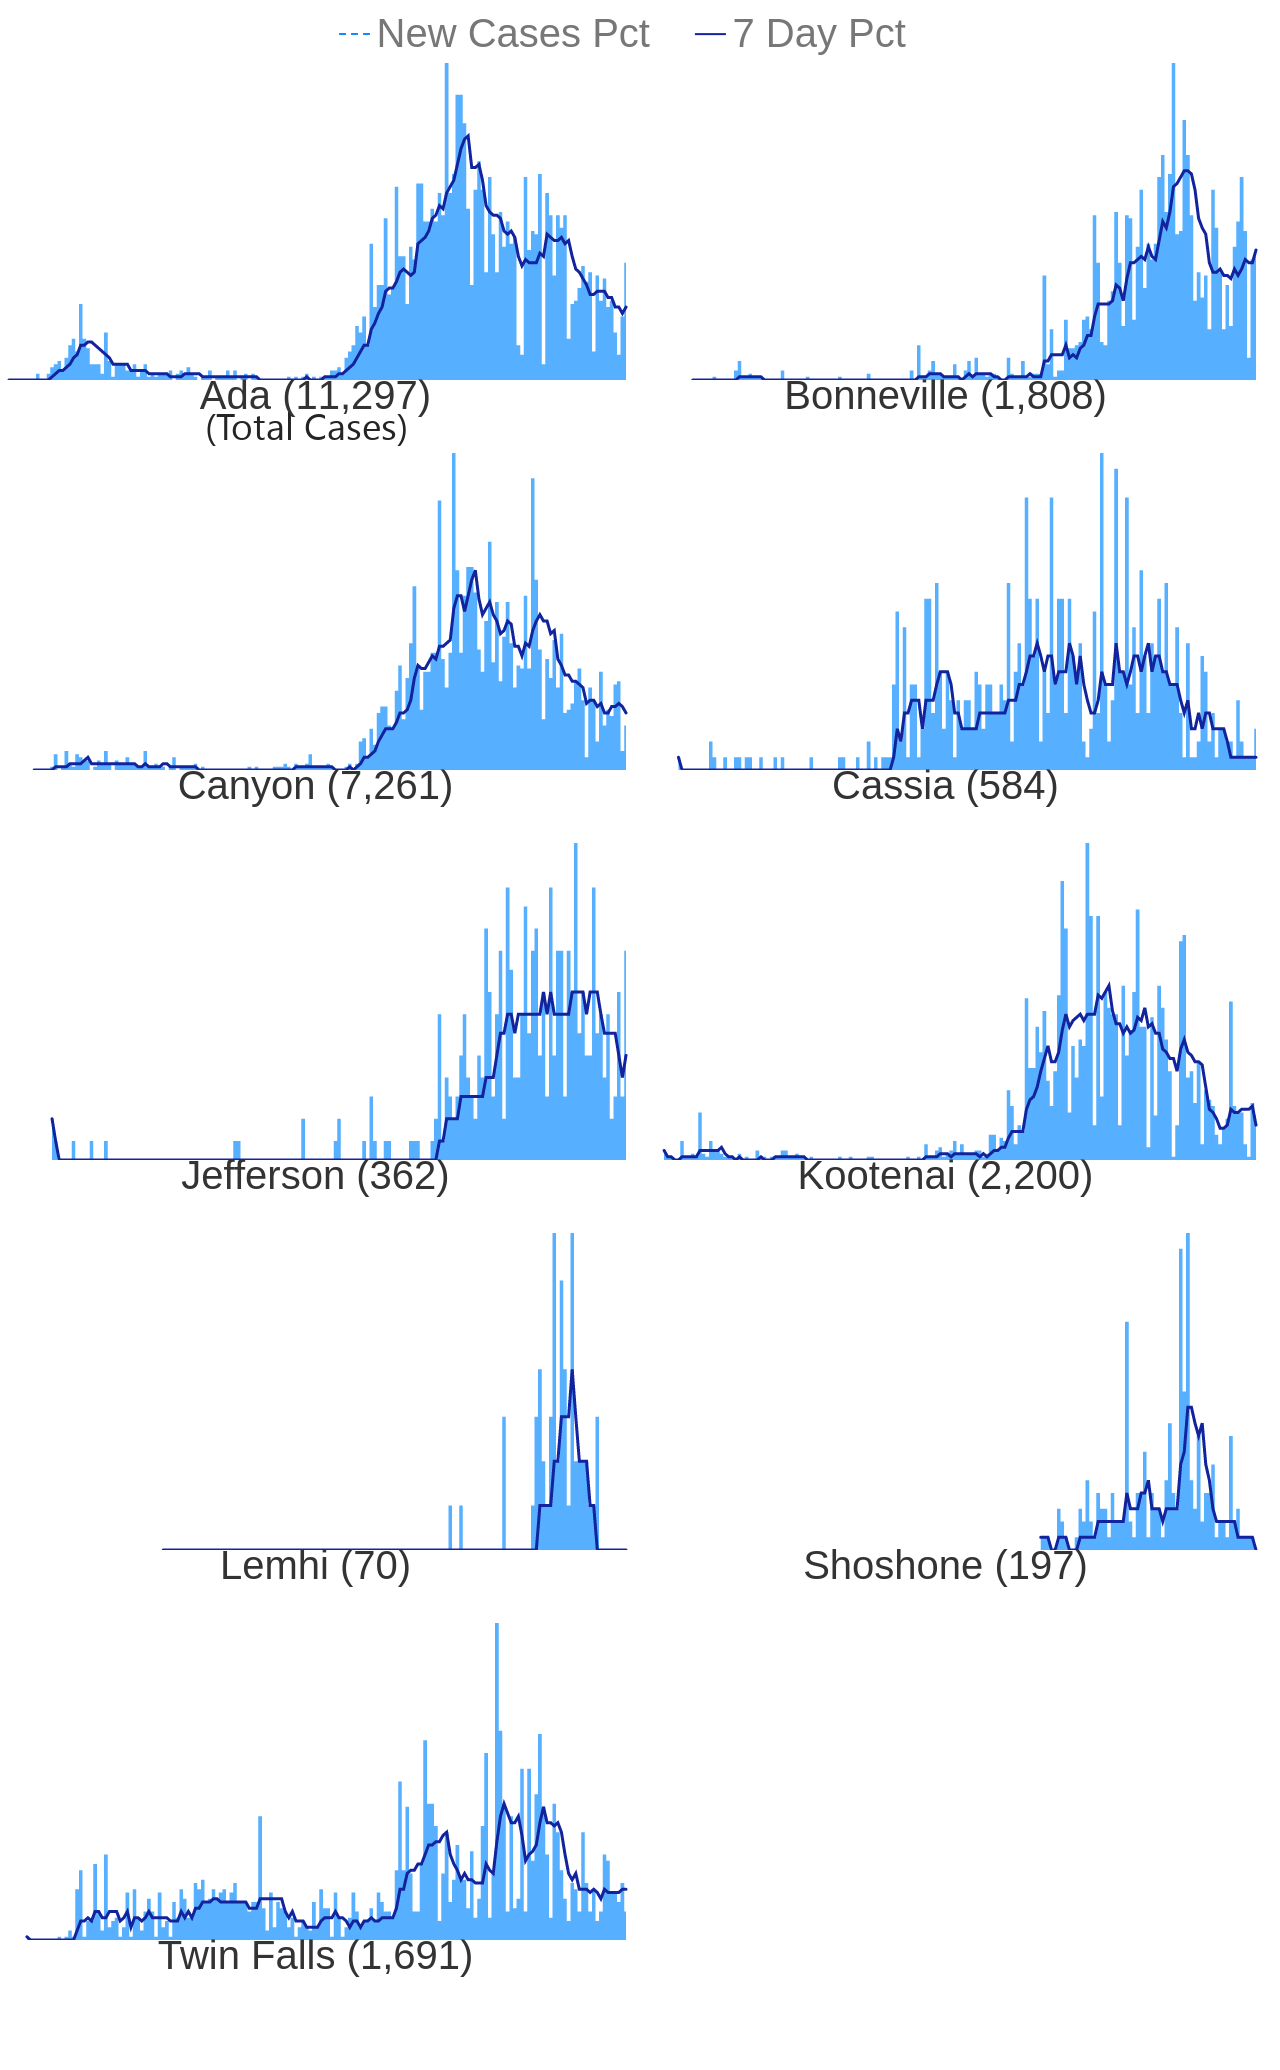 New Cases Pct 7 Day Pct
Ada (11,297)
(Total Cases)
Bonneville (1,808)
Canyon (7,261)
Cassia (584)
Jefferson (362)
Kootenai (2,200)
Lemhi (70)
Shoshone (197)
Twin Falls (1,691)